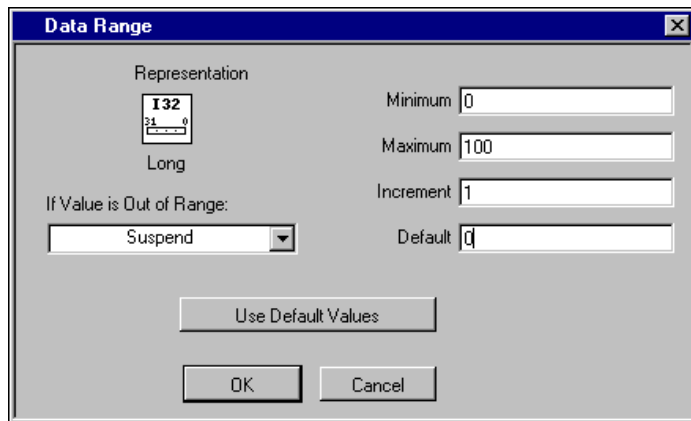 Data Range
Representation
I32
31 0
Long
If Value is Out of Range:
Suspend
Minimum 0
Maximum 100
Increment 1
Default 0
Use Default Values
OK
Cancel